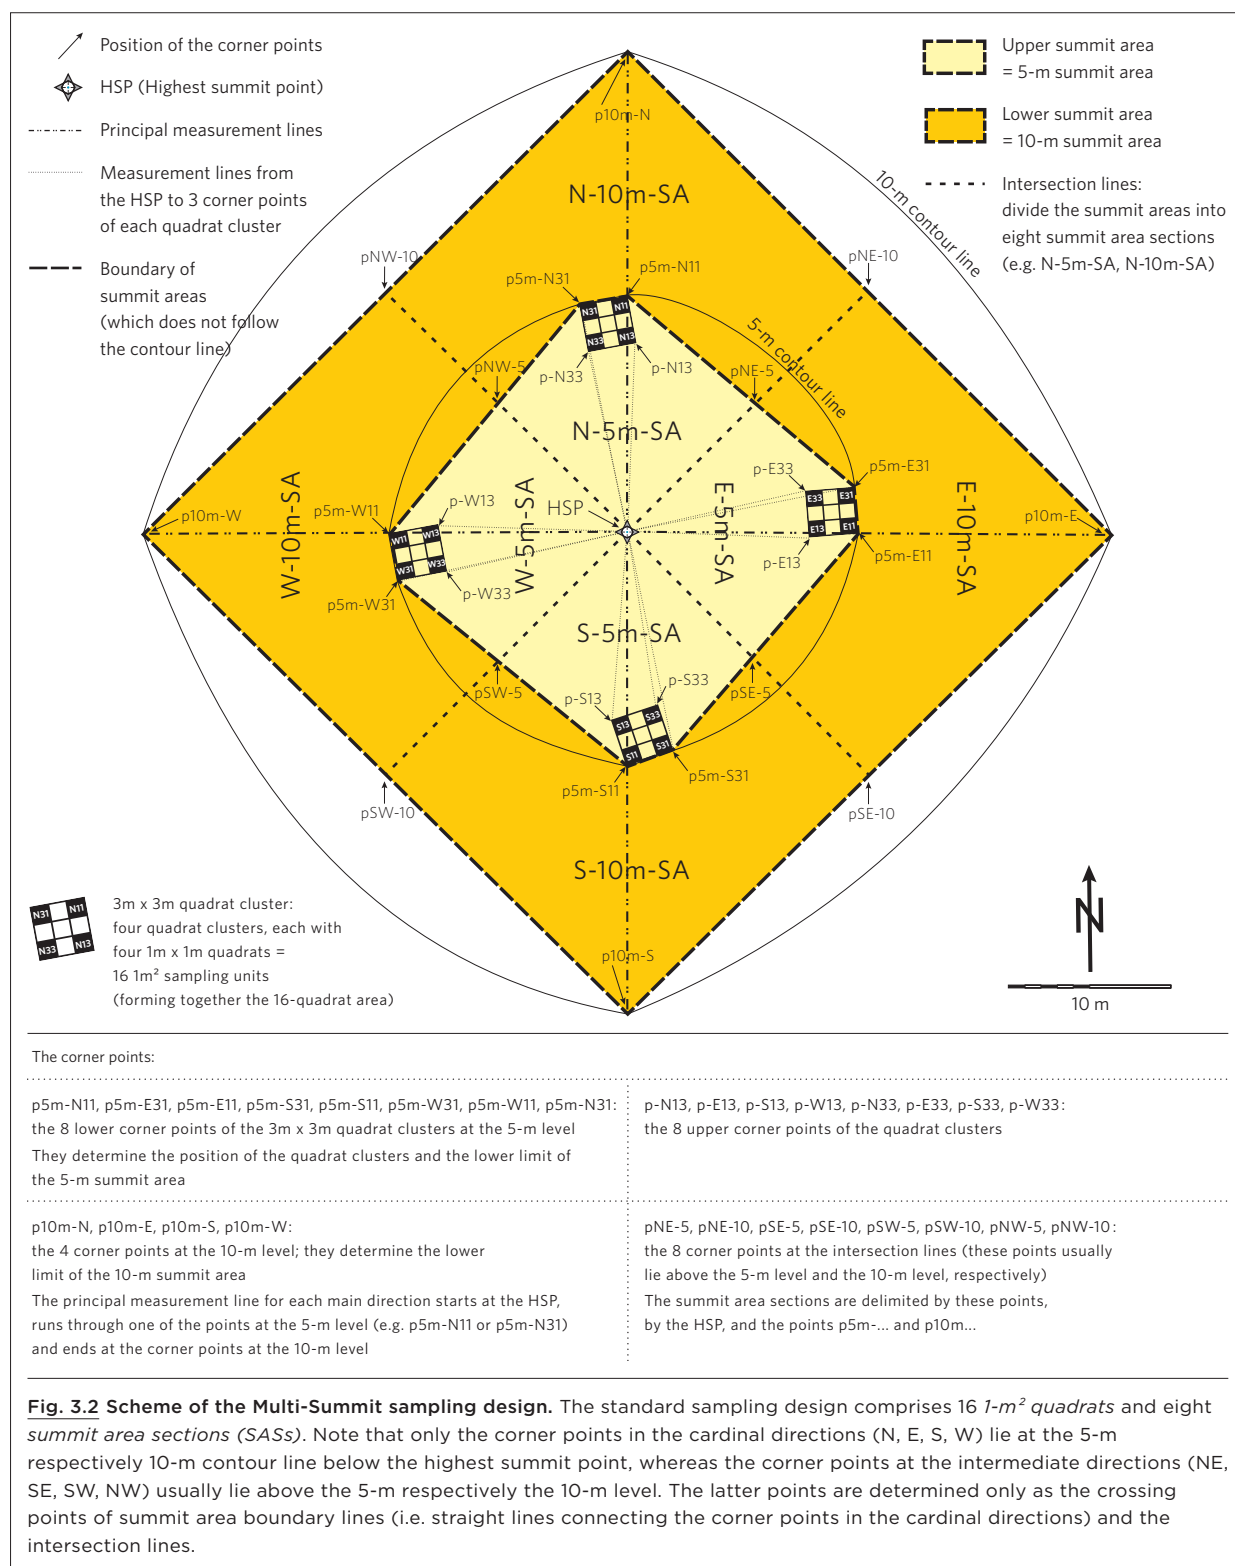 Position of the corner points
HSP (Highest summit point)
Principal measurement lines
Measurement lines from
the HSP to 3 corner points
of each quadrat cluster
Boundary of
summit areas
(which does not follow
the contour line)
Upper summit area
= 5-m summit area
Lower summit area
= 10-m summit area
Intersection lines:
divide the summit areas into
eight summit area sections
(e.g. N-5m-SA, N-10m-SA)
p10m-N
N-10m-SA
10-m contour line
pNW-10
pNE-10
p5m-N31
p5m-N11
N31
N11
N33
N13
5-m contour line
p-N33
p-N13
pNW-5
pNE-5
N-5m-SA
p-E33
p5m-E31
W-10m-SA
p5m-W11
p-W13
W-5m-SA
HSP
E-5m-SA
E33
E31
E13
E11
E-10m-SA
p10m-W
p10m-E
W11
W13
W31
W33
p-E13
p5m-E11
p5m-W31
p-W33
S-5m-SA
pSW-5
p-S13
p-S33
pSE-5
S13
S33
S11
S31
p5m-S11
p5m-S31
pSW-10
pSE-10
S-10m-SA
p10m-S
N31
N11
N33
N13
3m x 3m quadrat cluster:
four quadrat clusters, each with
four 1m x 1m quadrats =
16 1m² sampling units
(forming together the 16-quadrat area)
N
10 m
The corner points:
p5m-N11, p5m-E31, p5m-E11, p5m-S31, p5m-S11, p5m-W31, p5m-W11, p5m-N31:
the 8 lower corner points of the 3m x 3m quadrat clusters at the 5-m level
They determine the position of the quadrat clusters and the lower limit of
the 5-m summit area
p-N13, p-E13, p-S13, p-W13, p-N33, p-E33, p-S33, p-W33:
the 8 upper corner points of the quadrat clusters
p10m-N, p10m-E, p10m-S, p10m-W:
the 4 corner points at the 10-m level; they determine the lower
limit of the 10-m summit area
The principal measurement line for each main direction starts at the HSP,
runs through one of the points at the 5-m level (e.g. p5m-N11 or p5m-N31)
and ends at the corner points at the 10-m level
pNE-5, pNE-10, pSE-5, pSE-10, pSW-5, pSW-10, pNW-5, pNW-10:
the 8 corner points at the intersection lines (these points usually
lie above the 5-m level and the 10-m level, respectively)
The summit area sections are delimited by these points,
by the HSP, and the points p5m-... and p10m...
Fig. 3.2 Scheme of the Multi-Summit sampling design. The standard sampling design comprises 16 1-m² quadrats and eight
summit area sections (SASs). Note that only the corner points in the cardinal directions (N, E, S, W) lie at the 5-m
respectively 10-m contour line below the highest summit point, whereas the corner points at the intermediate directions (NE,
SE, SW, NW) usually lie above the 5-m respectively the 10-m level. The latter points are determined only as the crossing
points of summit area boundary lines (i.e. straight lines connecting the corner points in the cardinal directions) and the
intersection lines.